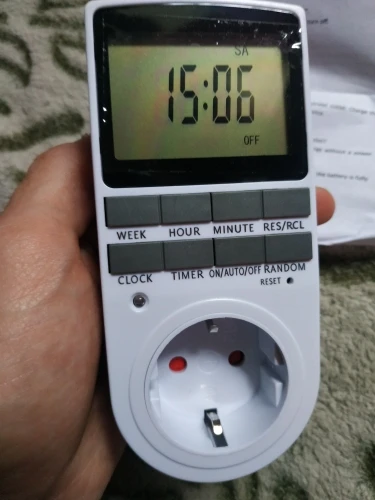 SA
15:06
OFF
WEEK HOUR MINUTE RES/RCL
CLOCK TIMER ON/AUTO/OFF RANDOM
RESET